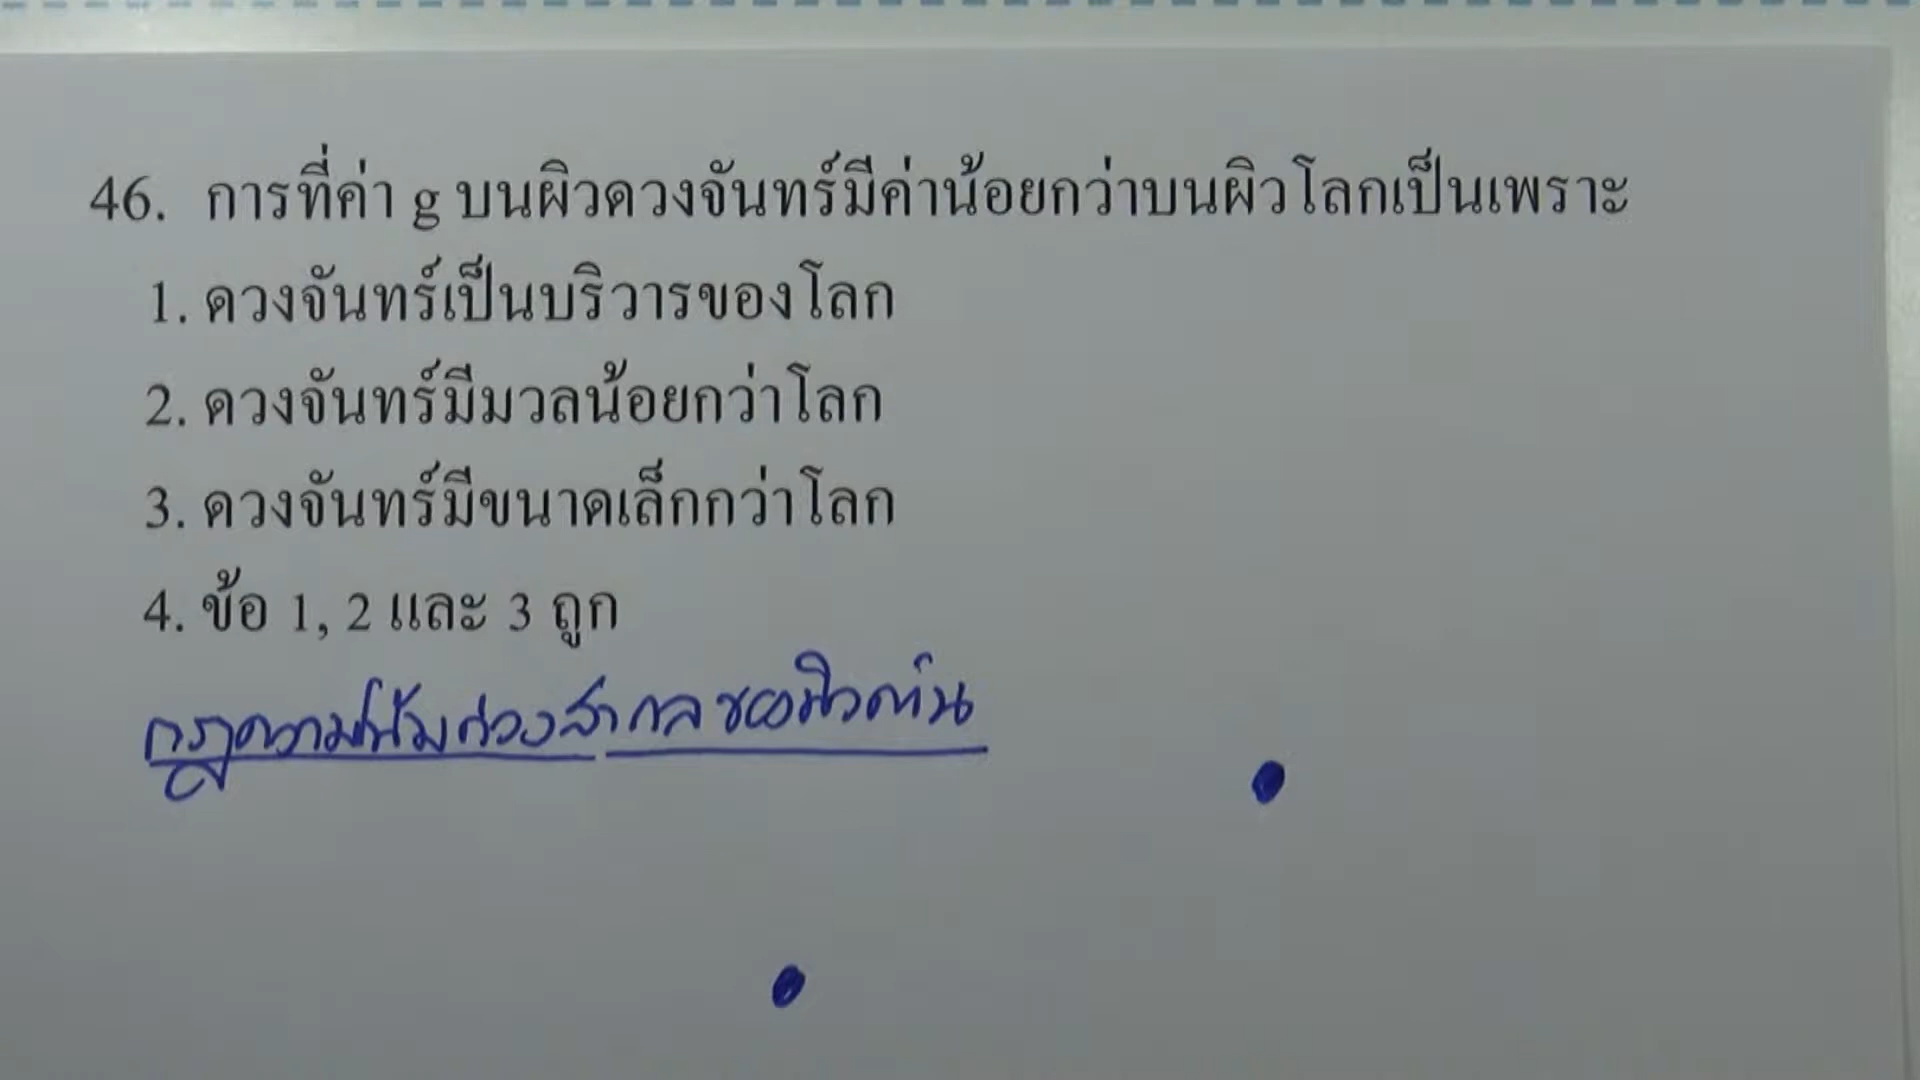 46. การที่ค่า g บนผิวดวงจันทร์มีค่าน้อยกว่าบนผิวโลกเป็นเพราะ
1. ดวงจันทร์เป็นบริวารของโลก
2. ดวงจันทร์มีมวลน้อยกว่าโลก
3. ดวงจันทร์มีขนาดเล็กกว่าโลก
4. ข้อ 1, 2 และ 3 ถูก
กฎความโน้มถ่วงสากลของนิวตัน